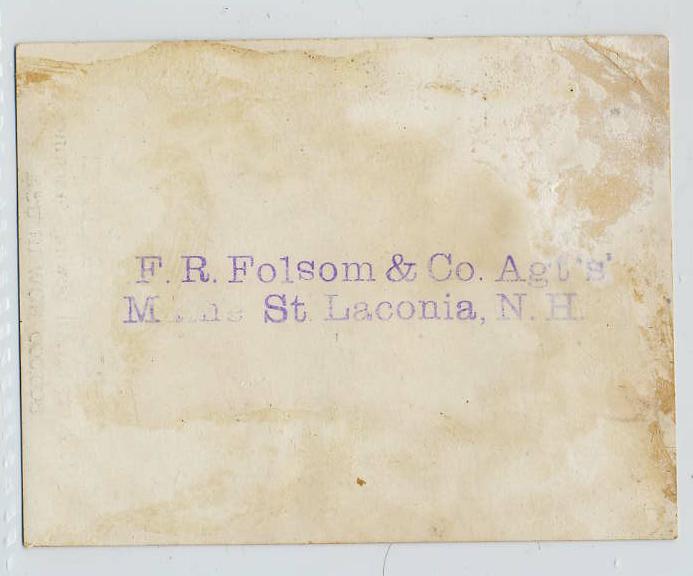 F. R. Folsom & Co. Agt's'
St Laconia, N. H.